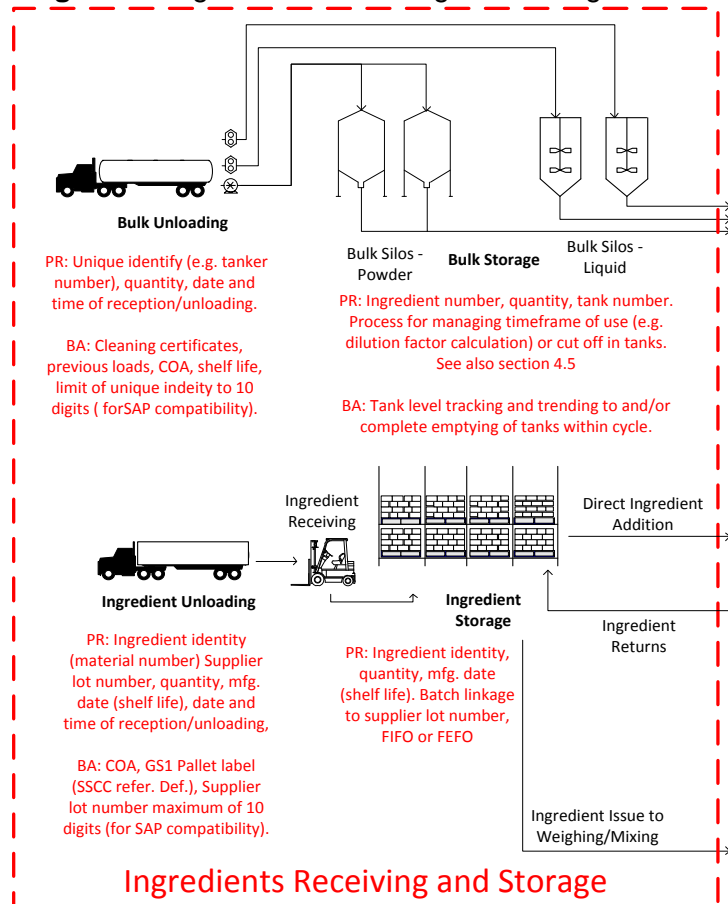 Bulk Unloading
PR: Unique identify (e.g. tanker
number), quantity, date and
time of reception/unloading.
BA: Cleaning certificates,
previous loads, COA, shelf life,
limit of unique indeity to 10
digits ( forSAP compatibility).
Bulk Silos -
Powder
Bulk Storage
Bulk Silos -
Liquid
PR: Ingredient number, quantity, tank number.
Process for managing timeframe of use (e.g.
dilution factor calculation) or cut off in tanks.
See also section 4.5
BA: Tank level tracking and trending to and/or
complete emptying of tanks within cycle.
Ingredient
Receiving
Direct Ingredient
Addition
Ingredient Unloading
Ingredient
Storage
Ingredient
Returns
PR: Ingredient identity
(material number) Supplier
lot number, quantity, mfg.
date (shelf life), date and
time of reception/unloading,
BA: COA, GS1 Pallet label
(SSCC refer. Def.), Supplier
lot number maximum of 10
digits (for SAP compatibility).
PR: Ingredient identity,
quantity, mfg. date
(shelf life). Batch linkage
to supplier lot number,
FIFO or FEFO
Ingredient Issue to
Weighing/Mixing
Ingredients Receiving and Storage